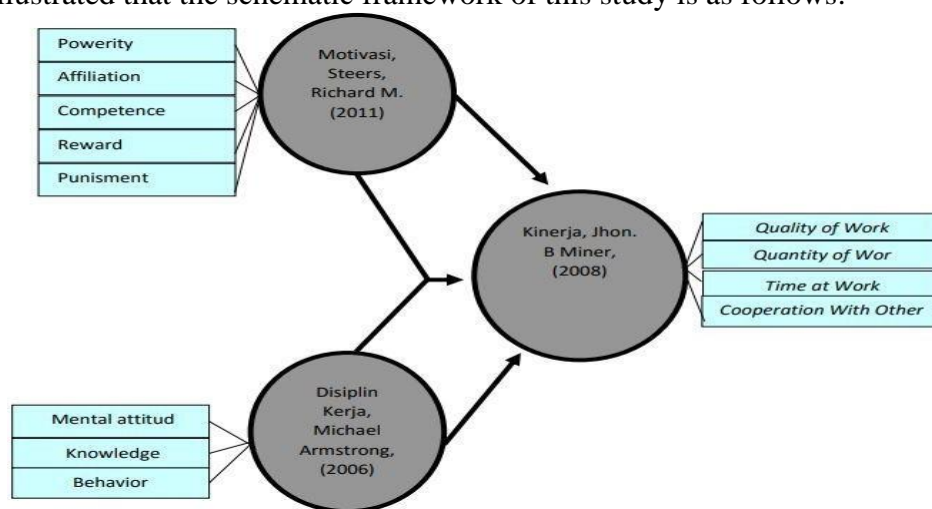 illustrated that the schematic framework of this study is as follows:
Powerity
Affiliation
Competence
Reward
Punisment
Motivasi,
Steers,
Richard M.
(2011)
Kinerja, Jhon.
B Miner,
(2008)
Quality of Work
Quantity of Wor
Time at Work
Cooperation With Other
Mental attitud
Knowledge
Behavior
Disiplin
Kerja,
Michael
Armstrong,
(2006)